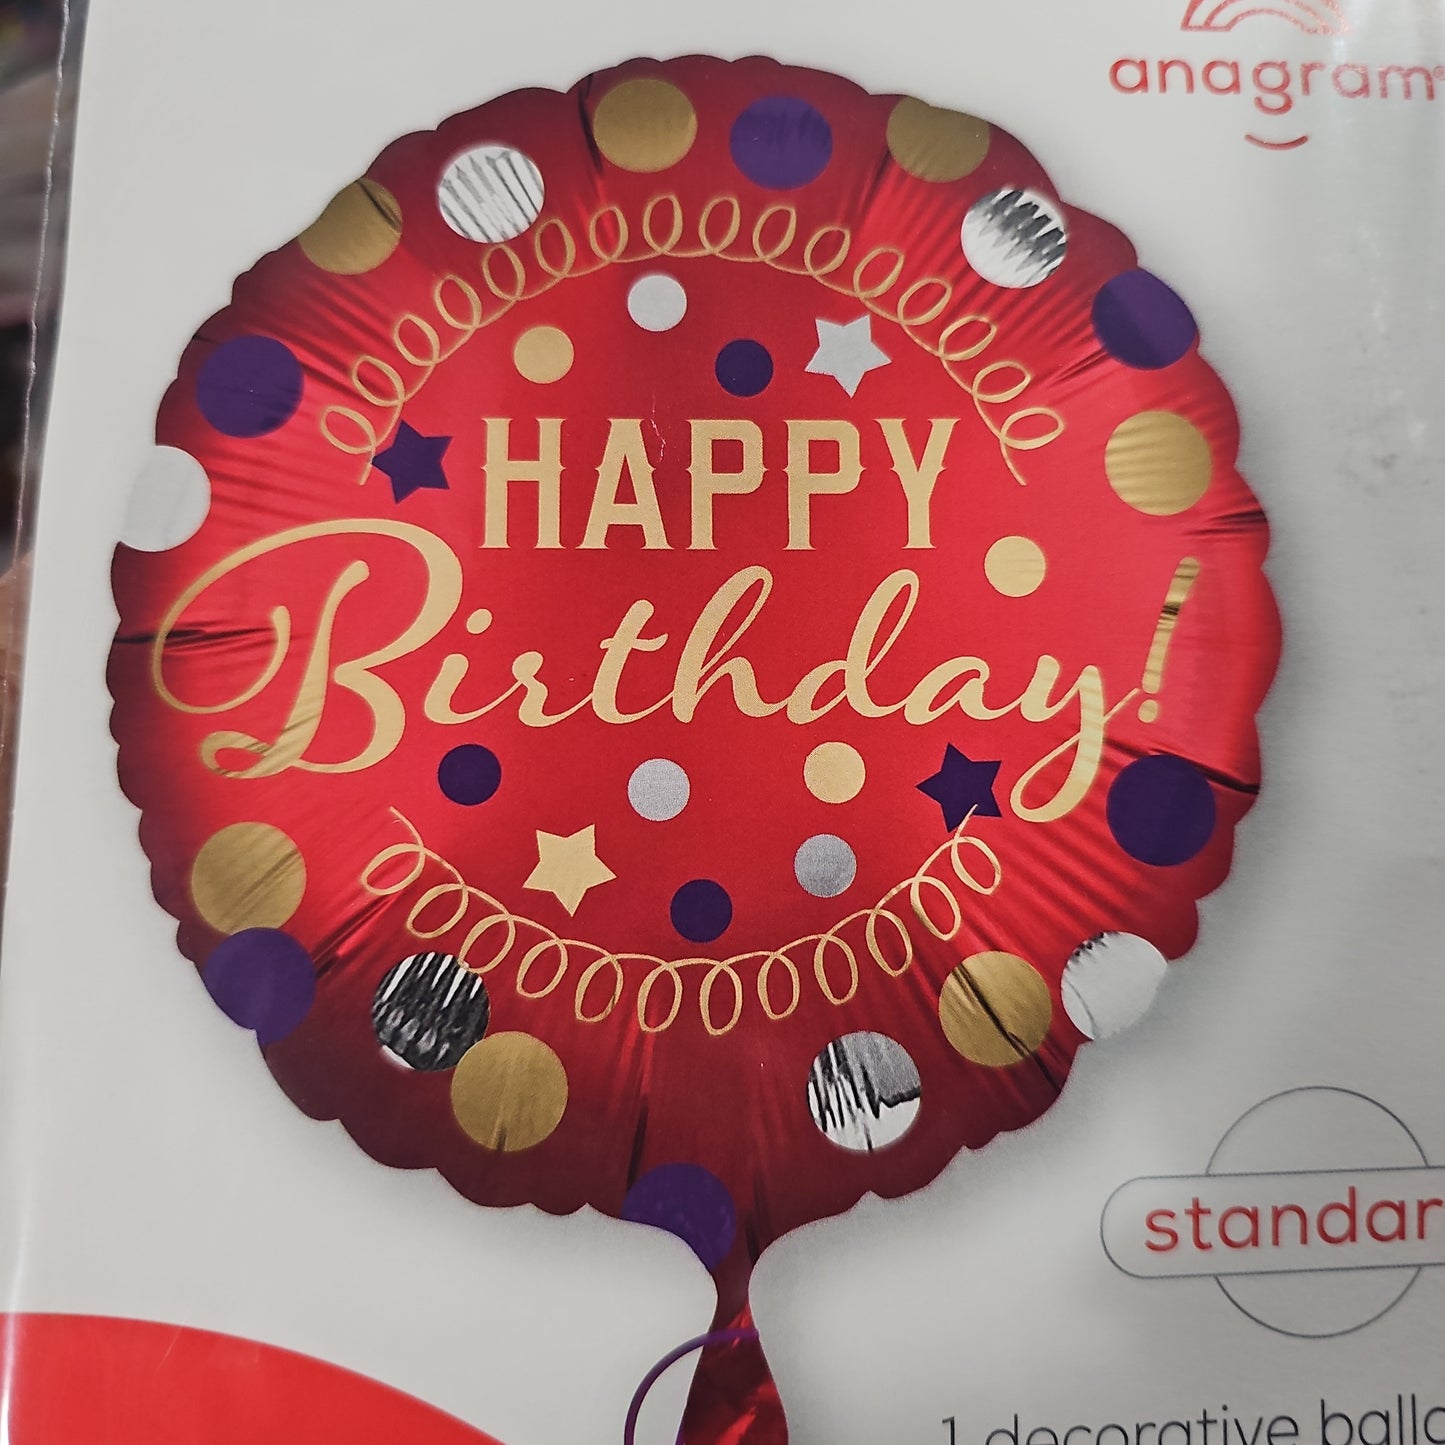 anagram
HAPPY
Birthday!
standar
1 decorative ballo